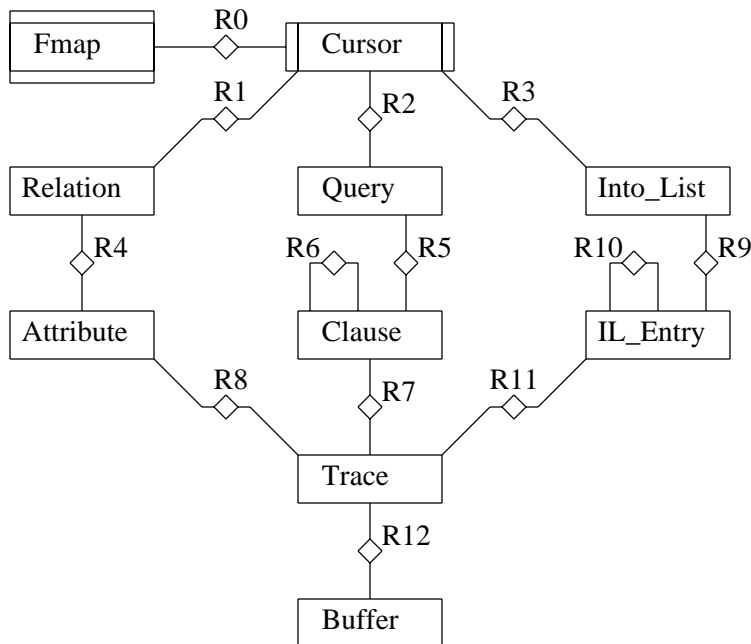 R0
Fmap
Cursor
R1
R2
R3
Relation
Query
Into_List
R4
R6
R5
R10
R9
Attribute
Clause
IL_Entry
R8
R7
R11
Trace
R12
Buffer